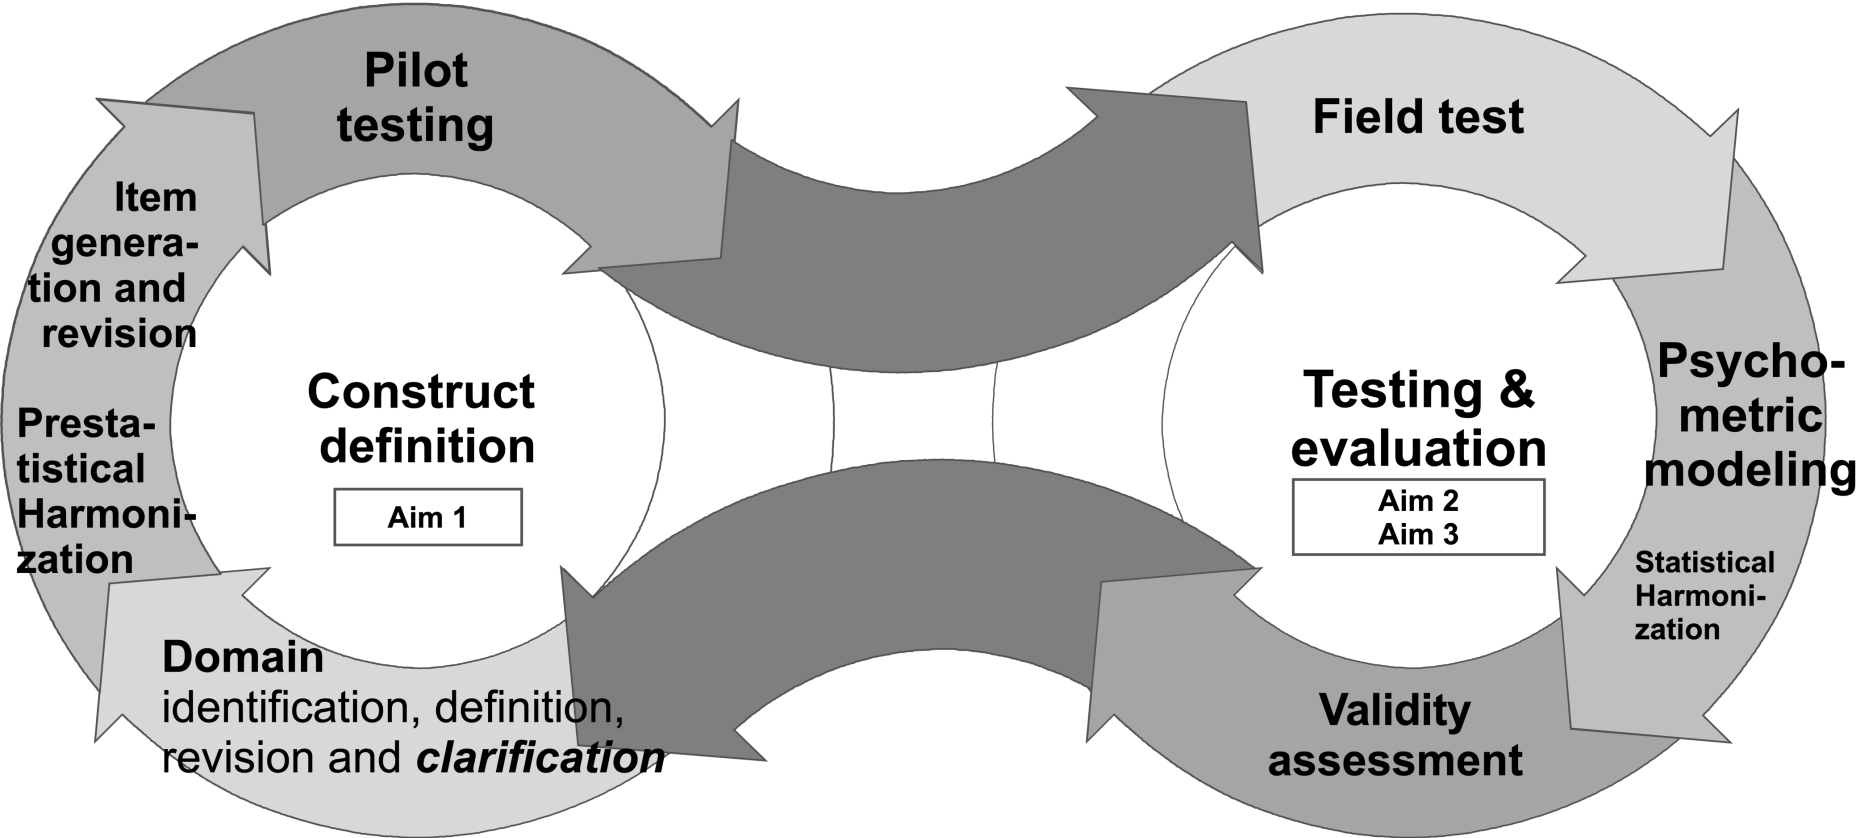 Pilot
testing
Item
genera-
tion and
revision
Presta-
tistical
Harmoni-
zation
Construct
definition
Aim 1
Domain
identification, definition,
revision and clarification
Field test
Psycho-
metric
modeling
Testing &
evaluation
Aim 2
Aim 3
Statistical
Harmoni-
zation
Validity
assessment